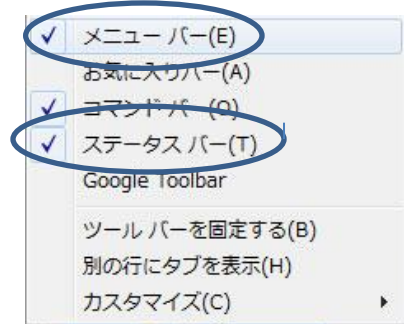 メニュー バー(E)
お気に入りバー(A)
コマンド バー(O)
ステータス バー(T)
Google Toolbar
ツール バーを固定する(B)
別の行にタブを表示(H)
カスタマイズ(C)